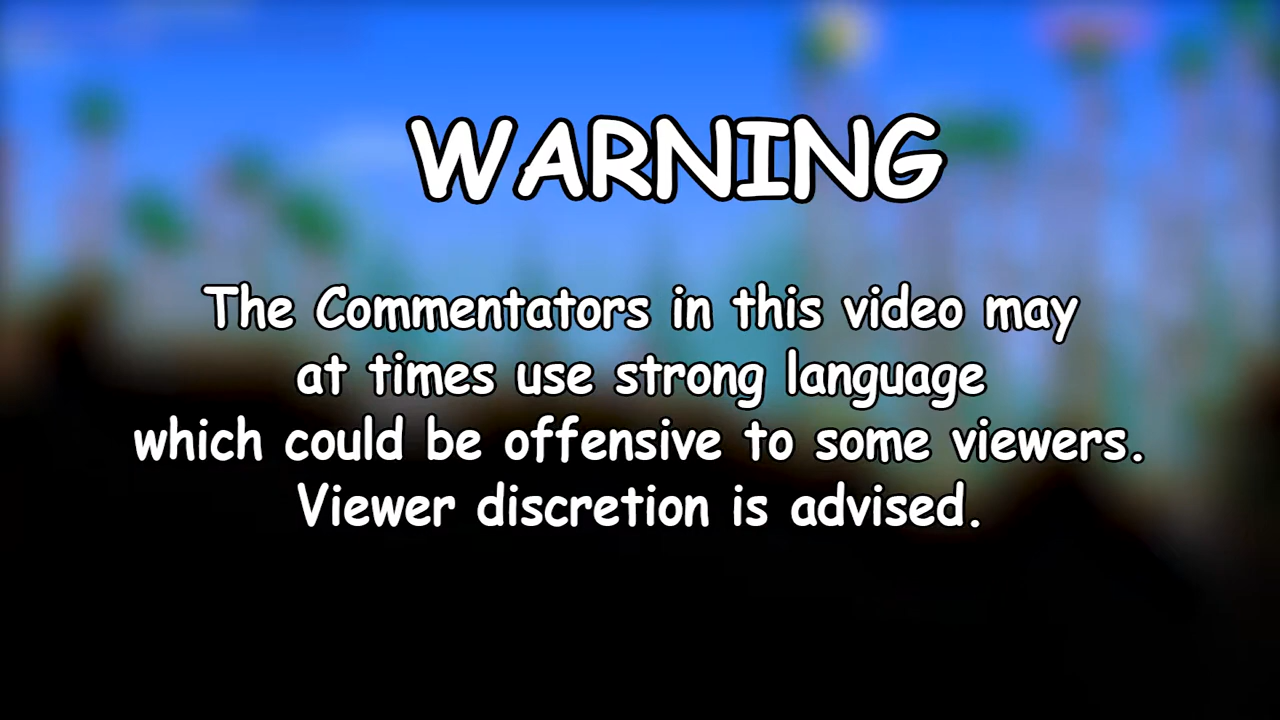 WARNING
The Commentators in this video may
at times use strong language
which could be offensive to some viewers.
Viewer discretion is advised.